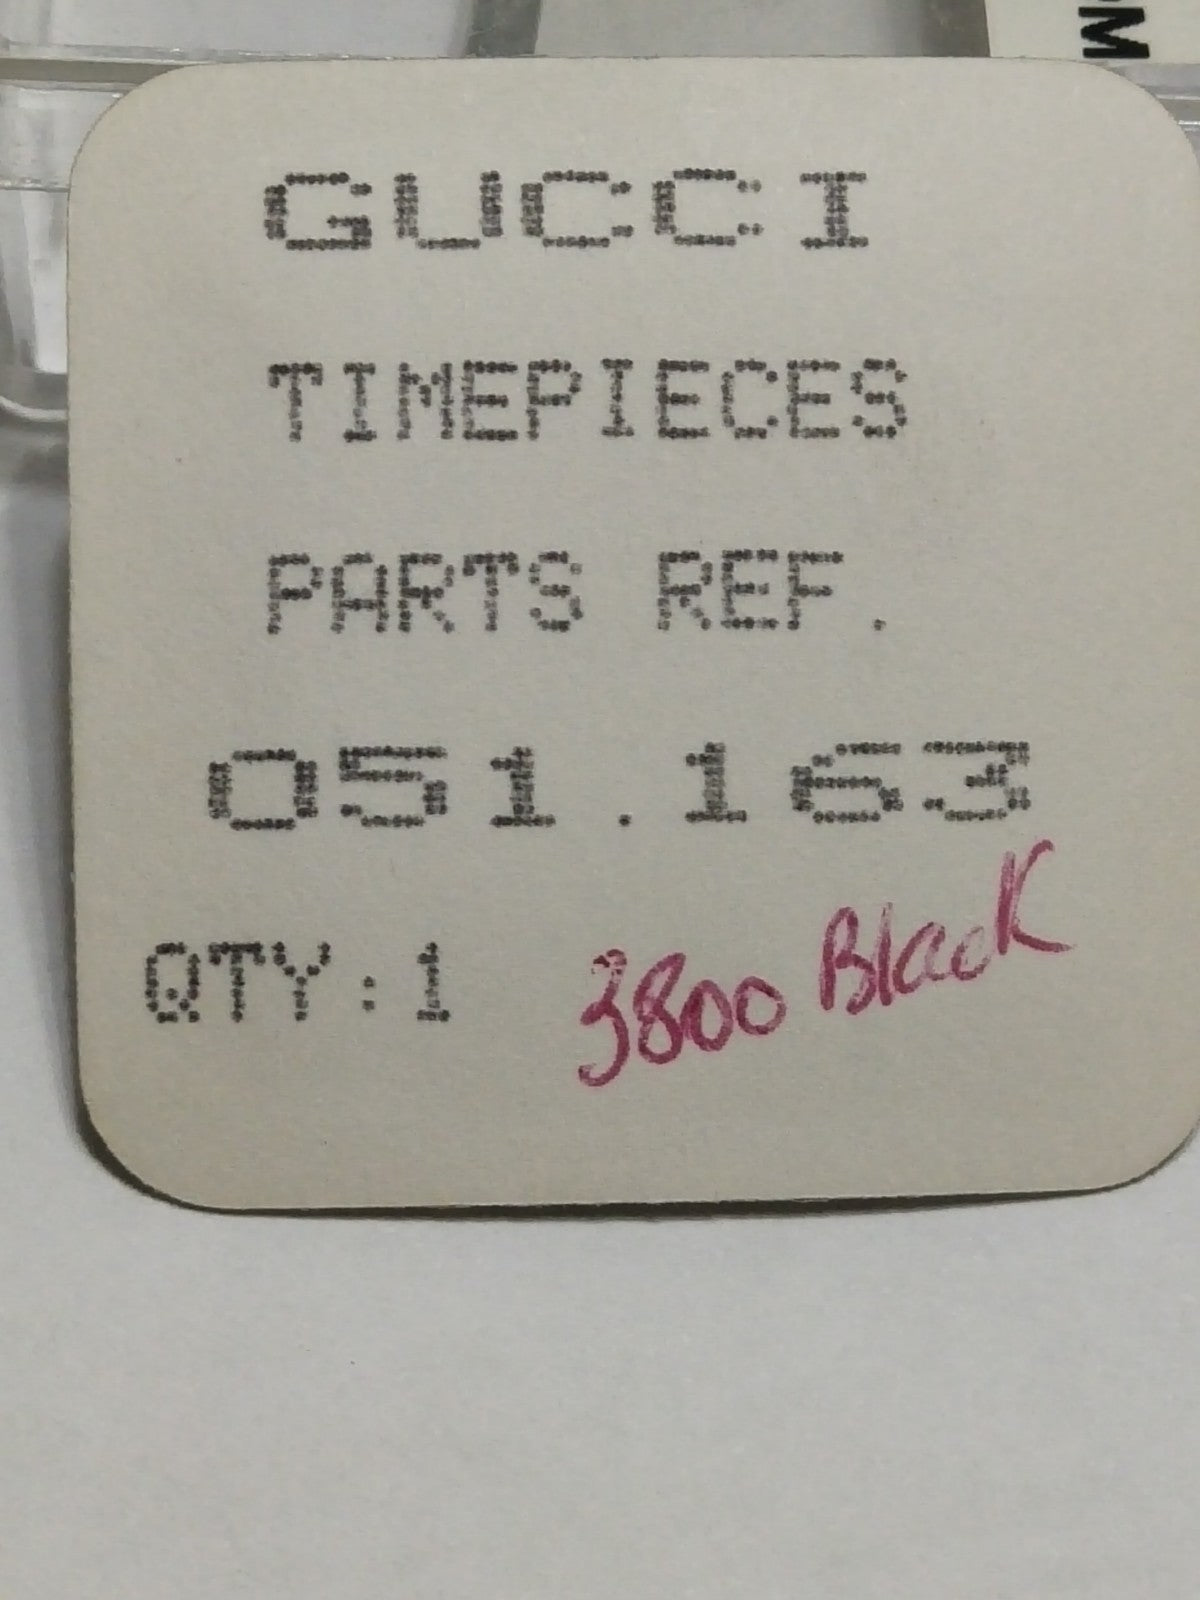 GUCCI
TIMEPIECES
PARTS REF.
051.163
QTY:1 3800 Black